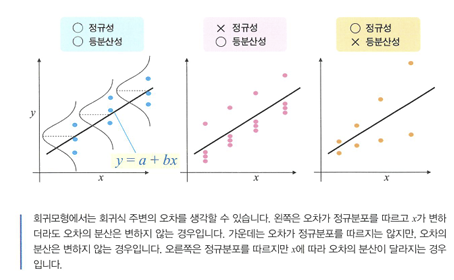 ○ 정규성
○ 등분산성
× 정규성
○ 등분산성
○ 정규성
× 등분산성
y
y = a + bx
x
x
x
회귀모형에서는 회귀식 주변의 오차를 생각할 수 있습니다. 왼쪽은 오차가 정규분포를 따르고 x가 변하
더라도 오차의 분산은 변하지 않는 경우입니다. 가운데는 오차가 정규분포를 따르지는 않지만, 오차의
분산은 변하지 않는 경우입니다. 오른쪽은 정규분포를 따르지만 x에 따라 오차의 분산이 달라지는 경우
입니다.